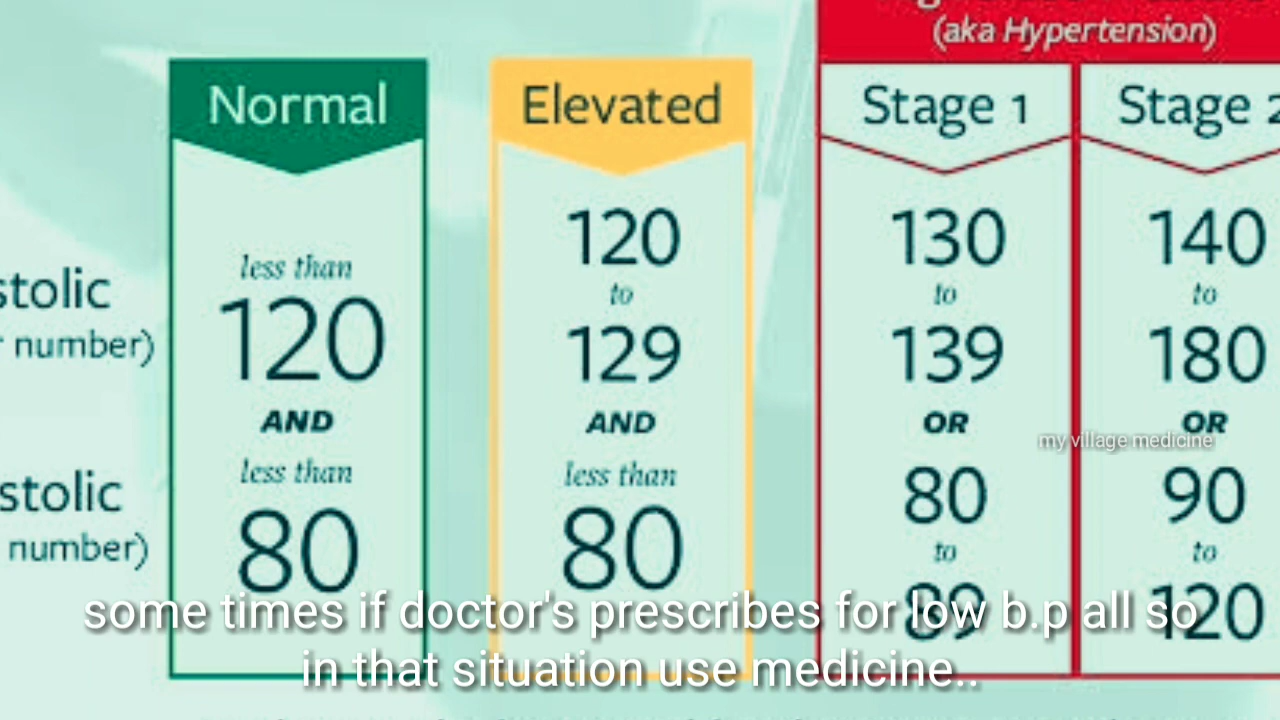 (aka Hypertension)
Normal
Elevated
Stage 1
Stage 2
stolic
number)
less than
120
AND
less than
80
120
to
129
AND
less than
80
130
to
139
OR
80
to
89
140
to
180
OR
90
to
120
stolic
number)
my village medicine
some times if doctor's prescribes for low b.p all so
in that situation use medicine..